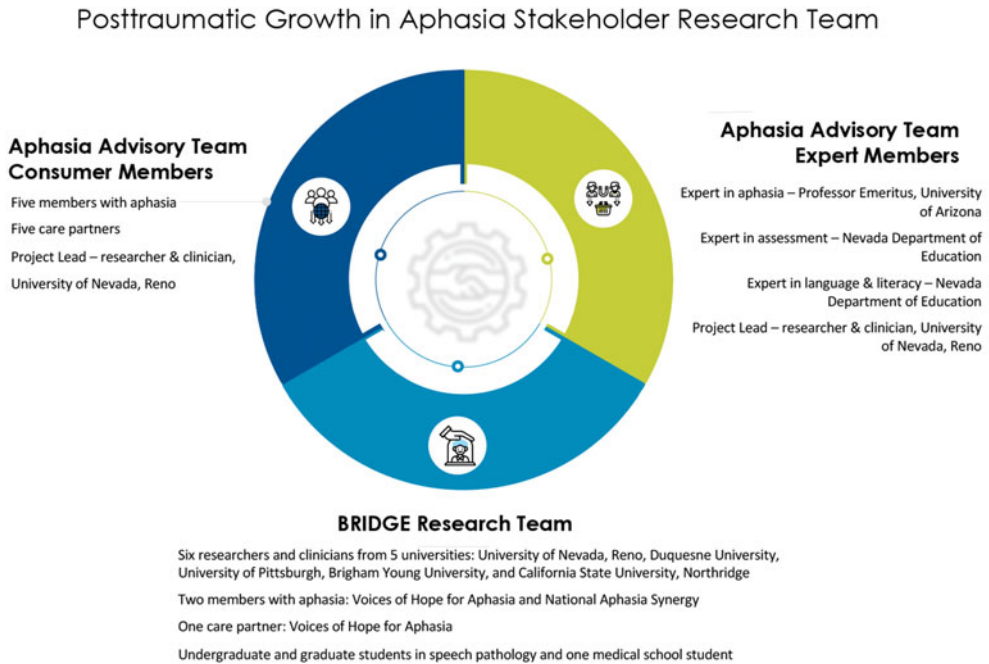 Posttraumatic Growth in Aphasia Stakeholder Research Team
Aphasia Advisory Team
Consumer Members
Five members with aphasia
Five care partners
Project Lead – researcher & clinician,
University of Nevada, Reno
Aphasia Advisory Team
Expert Members
Expert in aphasia – Professor Emeritus, University
of Arizona
Expert in assessment – Nevada Department of
Education
Expert in language & literacy – Nevada
Department of Education
Project Lead – researcher & clinician, University
of Nevada, Reno
BRIDGE Research Team
Six researchers and clinicians from 5 universities: University of Nevada, Reno, Duquesne University,
University of Pittsburgh, Brigham Young University, and California State University, Northridge
Two members with aphasia: Voices of Hope for Aphasia and National Aphasia Synergy
One care partner: Voices of Hope for Aphasia
Undergraduate and graduate students in speech pathology and one medical school student